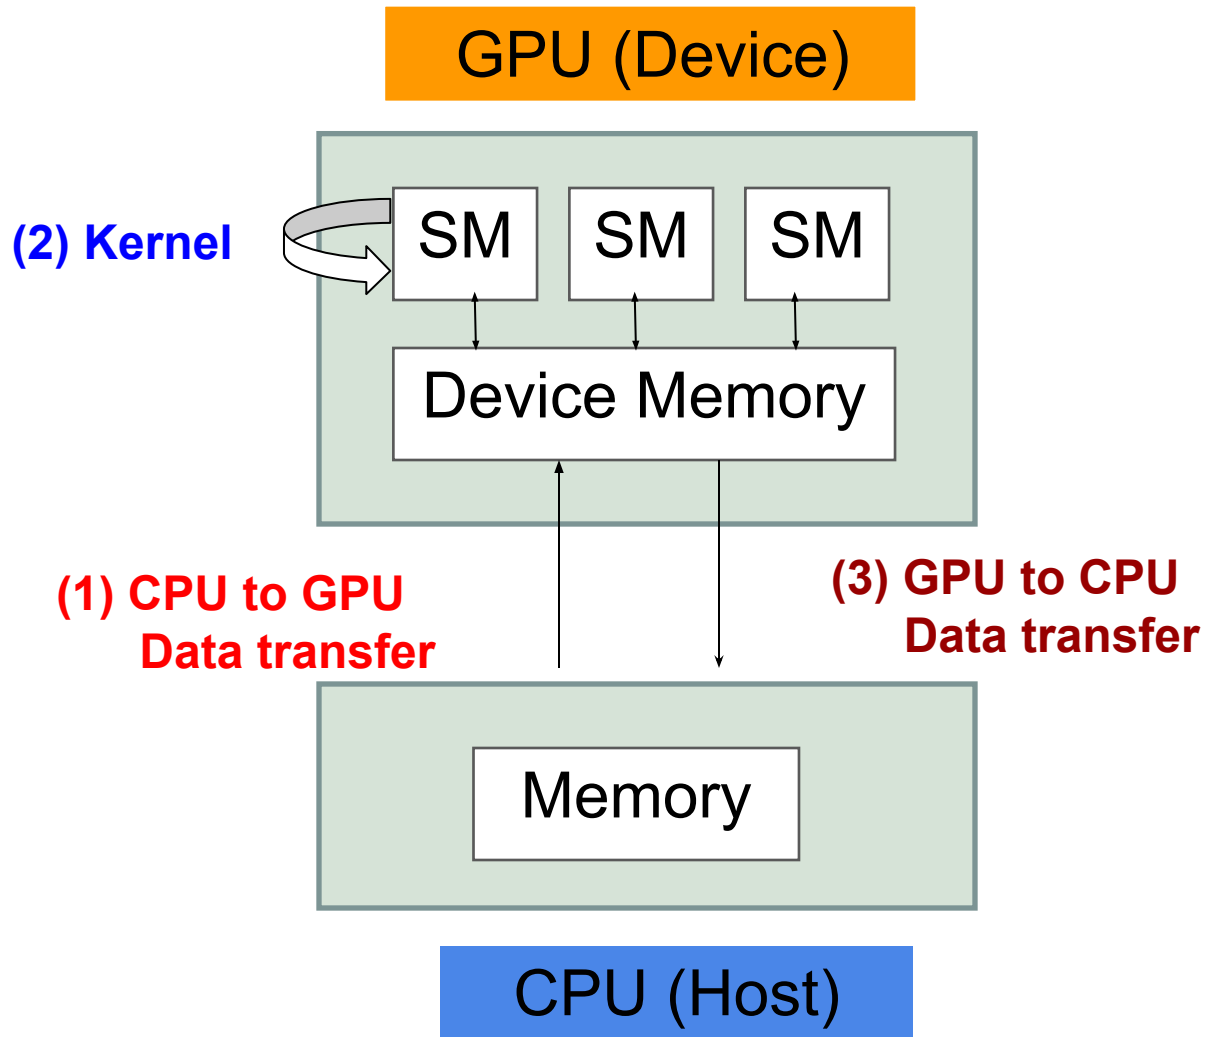 GPU (Device)
(2) Kernel
SM
SM
SM
Device Memory
(1) CPU to GPU
Data transfer
(3) GPU to CPU
Data transfer
Memory
CPU (Host)